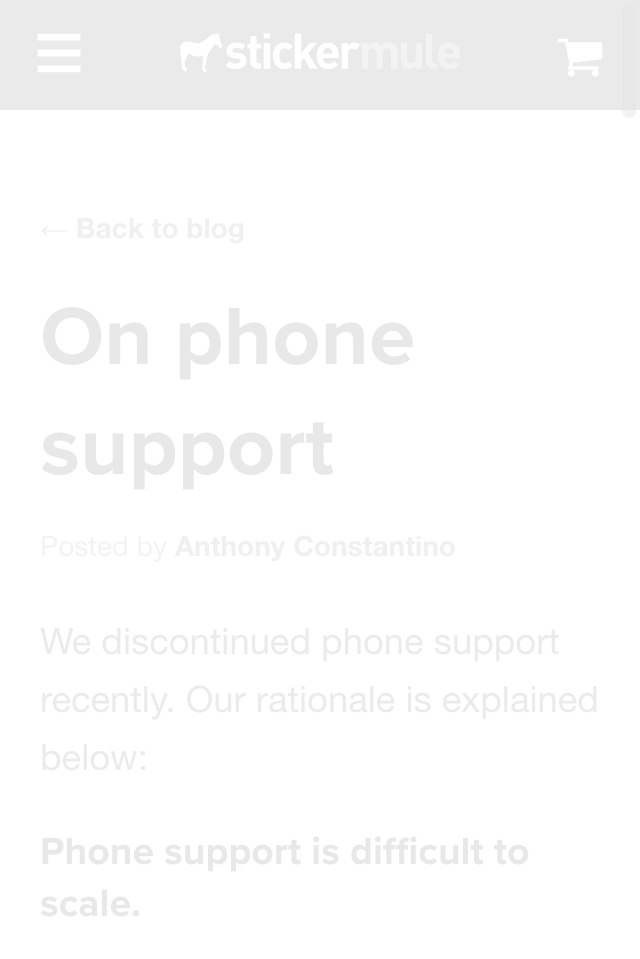 stickermule
← Back to blog
On phone
support
Posted by Anthony Constantino
We discontinued phone support
recently. Our rationale is explained
below:
Phone support is difficult to
scale.